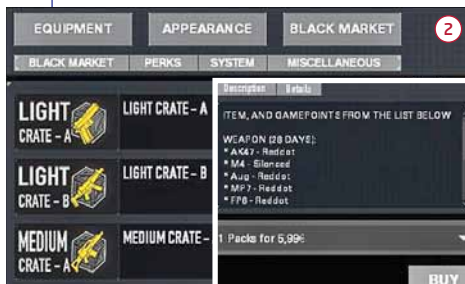 EQUIPMENT APPEARANCE BLACK MARKET
2
BLACK MARKET PERKS SYSTEM MISCELLANEOUS
LIGHT
CRATE - A
LIGHT CRATE - A
LIGHT
CRATE - B
LIGHT CRATE - B
MEDIUM
CRATE - A
MEDIUM CRATE -
Description Details
ITEM, AND GAMEPOINTS FROM THE LIST BELOW
WEAPON (28 DAYS):
* AK47 - Reddot
* M4 - Silenced
* Aug - Reddot
* MP7 - Reddot
* FP6 - Reddot
1 Packs for 5,99€
BUY